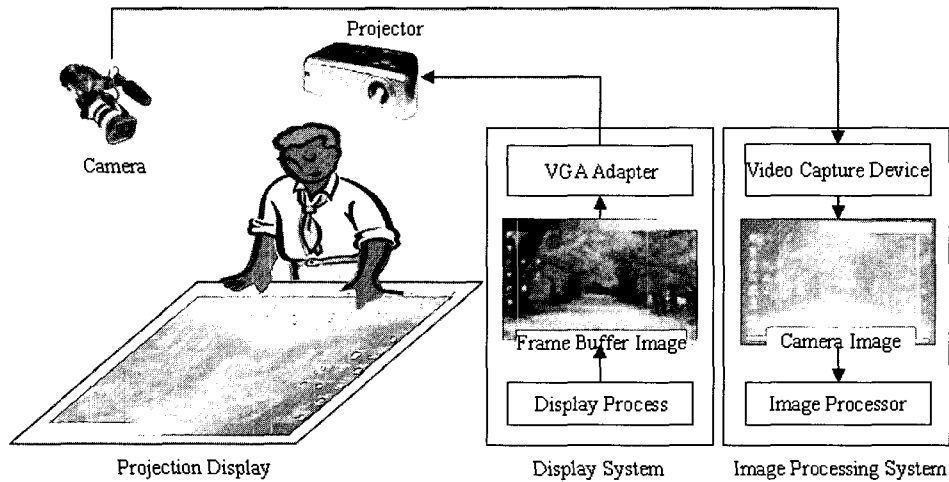 Projector
Camera
VGA Adapter
Video Capture Device
Frame Buffer Image
Camera Image
Display Process
Image Processor
Projection Display
Display System
Image Processing System